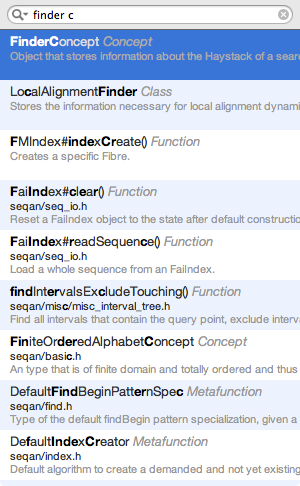 finder c
FinderConcept Concept
Object that stores information about the Haystack of a sear
LocalAlignmentFinder Class
Stores the information necessary for local alignment dynami
FMIndex#indexCreate() Function
Creates a specific Fibre.
FaiIndex#clear() Function
seqan/seq_io.h
Reset a FaiIndex object to the state after default constructio
FaiIndex#readSequence() Function
seqan/seq_io.h
Load a whole sequence from an FaiIndex.
findIntervalsExcludeTouching() Function
seqan/misc/misc_interval_tree.h
Find all intervals that contain the query point, exclude interva
FiniteOrderedAlphabetConcept Concept
seqan/basic.h
An type that is of finite domain and totally ordered and thus
DefaultFindBeginPatternSpec Metafunction
seqan/find.h
Type of the default findBegin pattern specialization, given a
DefaultIndexCreator Metafunction
seqan/index.h
Default algorithm to create a demanded and not yet existing